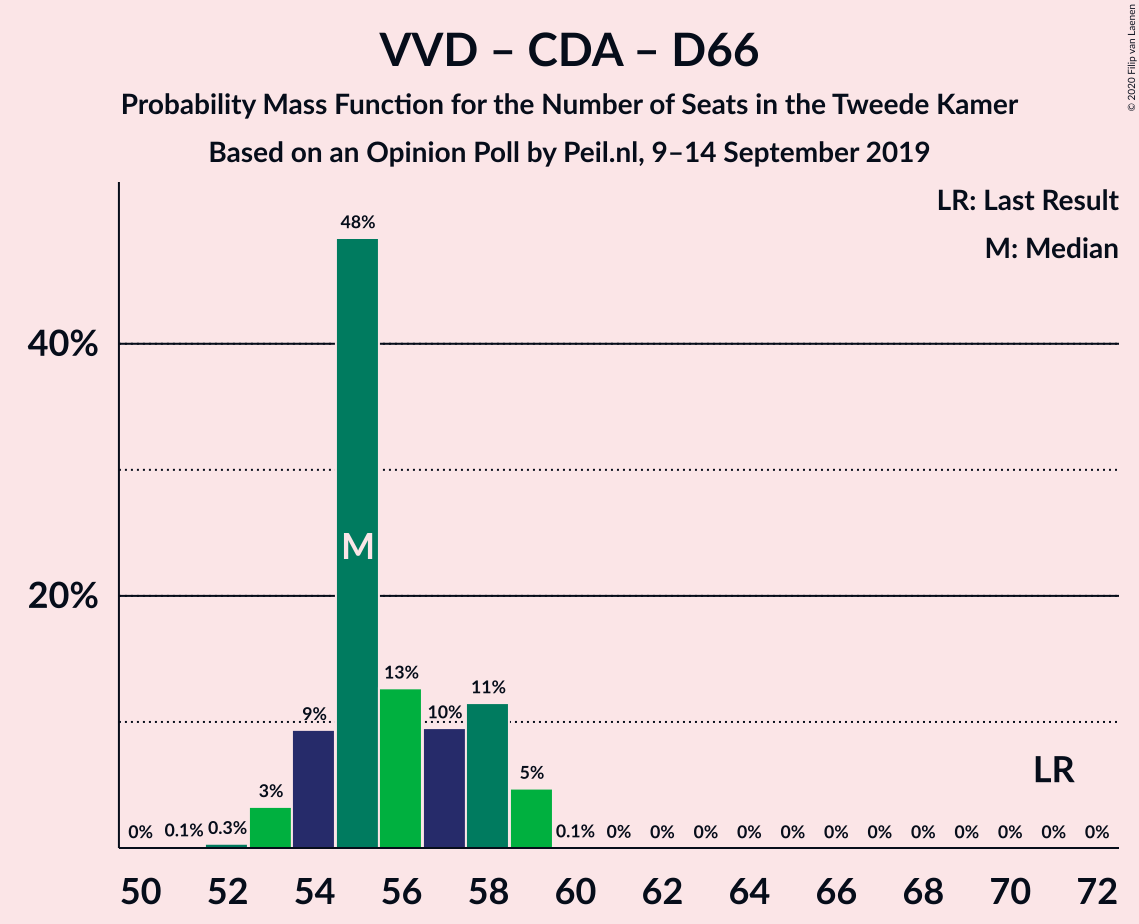 VVD – CDA – D66
Probability Mass Function for the Number of Seats in the Tweede Kamer
Based on an Opinion Poll by Peil.nl, 9–14 September 2019
© 2020 Filip van Laenen
LR: Last Result
M: Median
40%
20%
0%
0.1%
0.3%
3%
9%
48%
M
13%
10%
11%
5%
0.1%
0%
0%
0%
0%
0%
0%
0%
0%
0%
0%
0%
0%
LR
50 52 54 56 58 60 62 64 66 68 70 72